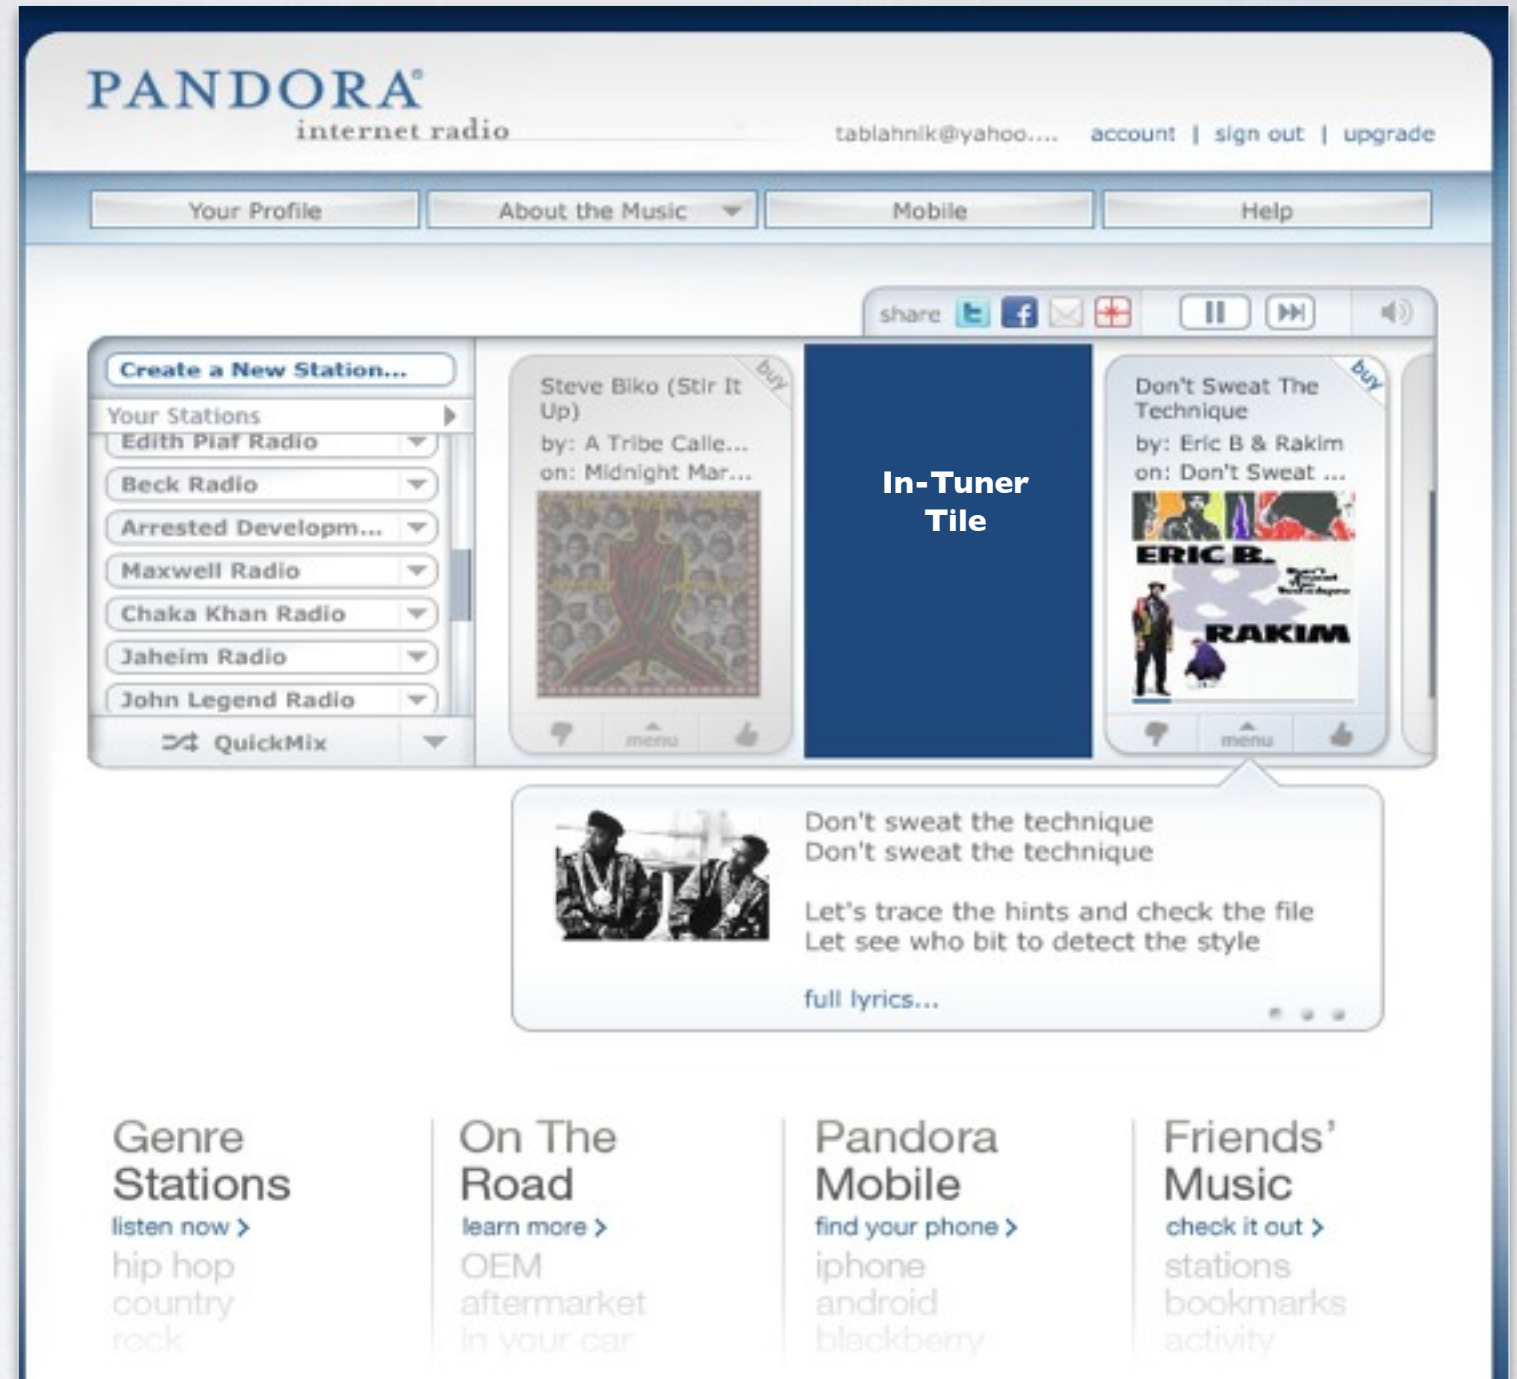 PANDORA®
internet radio
tablahnik@yahoo.... account | sign out | upgrade
Your Profile
About the Music
Mobile
Help
share
Create a New Station...
Your Stations
Edith Piaf Radio
Beck Radio
Arrested Developm...
Maxwell Radio
Chaka Khan Radio
Jaheim Radio
John Legend Radio
QuickMix
buy
Steve Biko (Stir It
Up)
by: A Tribe Calle...
on: Midnight Mar...
menu
In-Tuner
Tile
buy
Don't Sweat The
Technique
by: Eric B & Rakim
on: Don't Sweat ...
ERIC B.
&
Don't
Sweat
the
Technique
RAKIM
menu
Don't sweat the technique
Don't sweat the technique
Let's trace the hints and check the file
Let see who bit to detect the style
full lyrics...
Genre
Stations
listen now >
hip hop
country
rock
On The
Road
learn more >
OEM
aftermarket
in your car
Pandora
Mobile
find your phone >
iphone
android
blackberry
Friends’
Music
check it out >
stations
bookmarks
activity